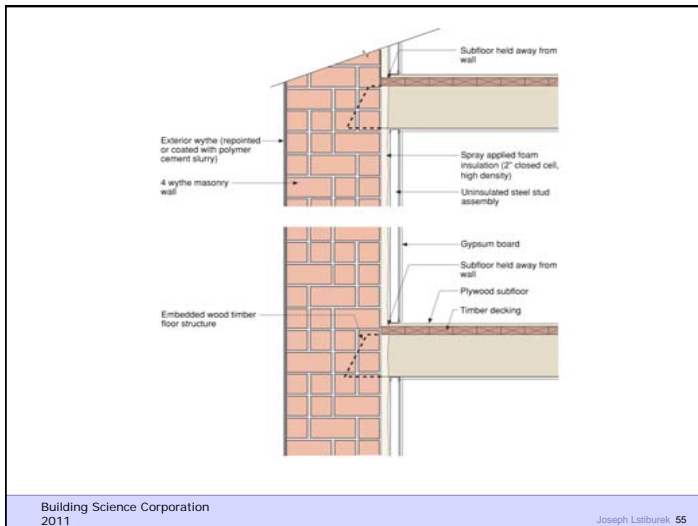 Subfloor held away from
wall
Exterior wythe (repointed
or coated with polymer
cement slurry)
Spray applied foam
insulation (2" closed cell,
high density)
4 wythe masonry
wall
Uninsulated steel stud
assembly
Gypsum board
Subfloor held away from
wall
Plywood subfloor
Embedded wood timber
floor structure
Timber decking
Building Science Corporation
2011
Joseph Lstiburek 55